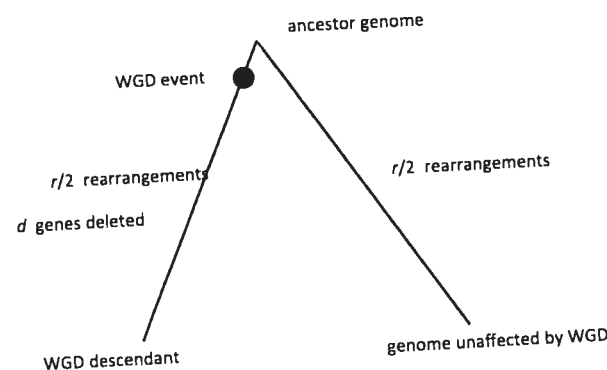 ancestor genome
WGD event
r/2 rearrangements
r/2 rearrangements
d genes deleted
genome unaffected by WGD
WGD descendant